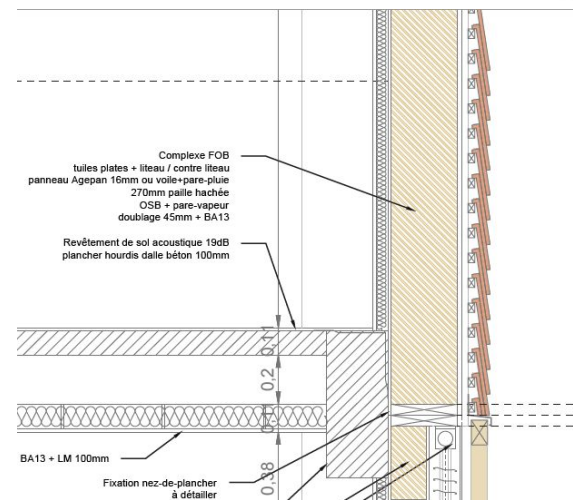 Complexe FOB
tuiles plates + liteau / contre liteau
panneau Agepan 16mm ou voile+pare-pluie
270mm paille hachée
OSB + pare-vapeur
doublage 45mm + BA13
Revêtement de sol acoustique 19dB
plancher hourdis dalle béton 100mm
0,11
0,2
0,1
BA13 + LM 100mm
0,38
Fixation nez-de-plancher
à détailler